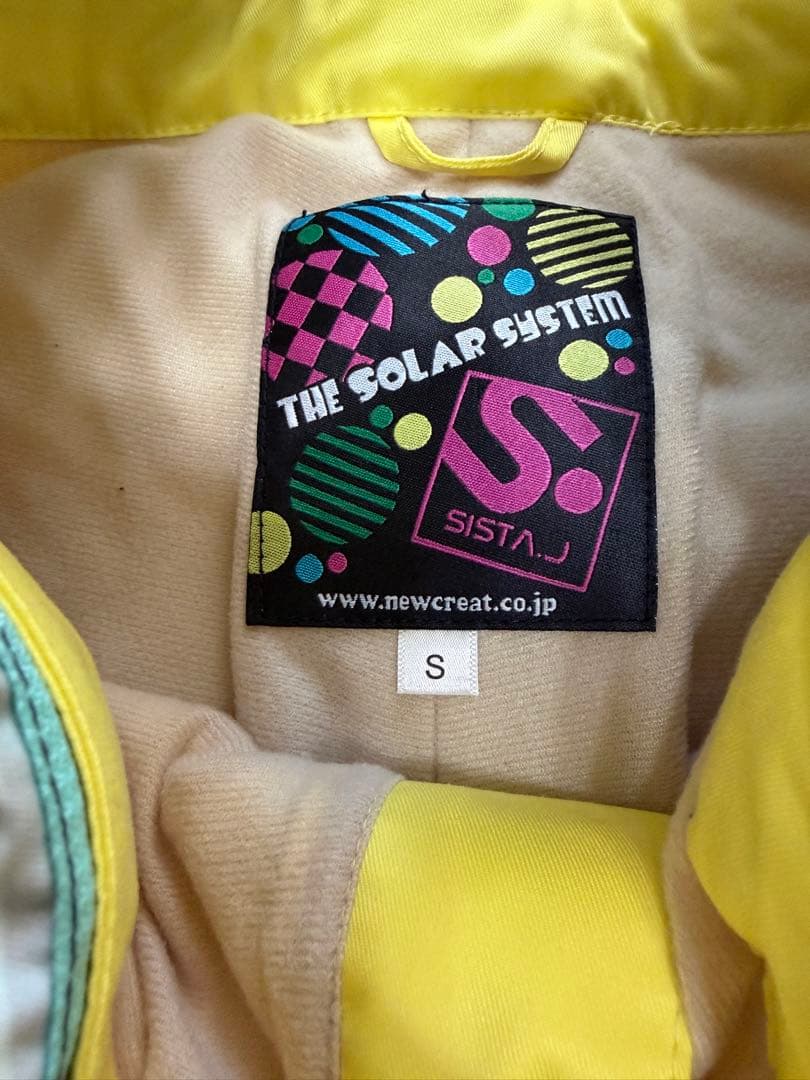 THE SOLAR SYSTEM
S.
SISTA.J
www.newcreat.co.jp
S